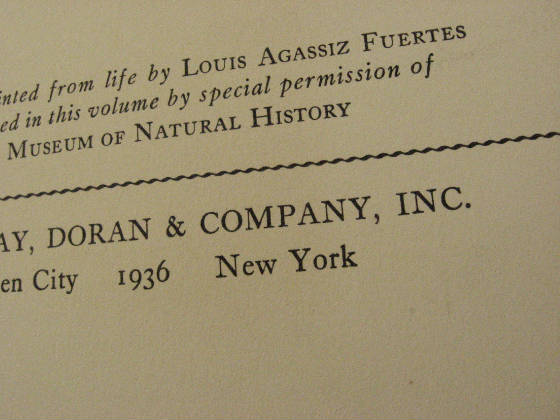 inted from life by LOUIS AGASSIZ FUERTES
ed in this volume by special permission of
MUSEUM OF NATURAL HISTORY
AY, DORAN & COMPANY, INC.
en City 1936 New York